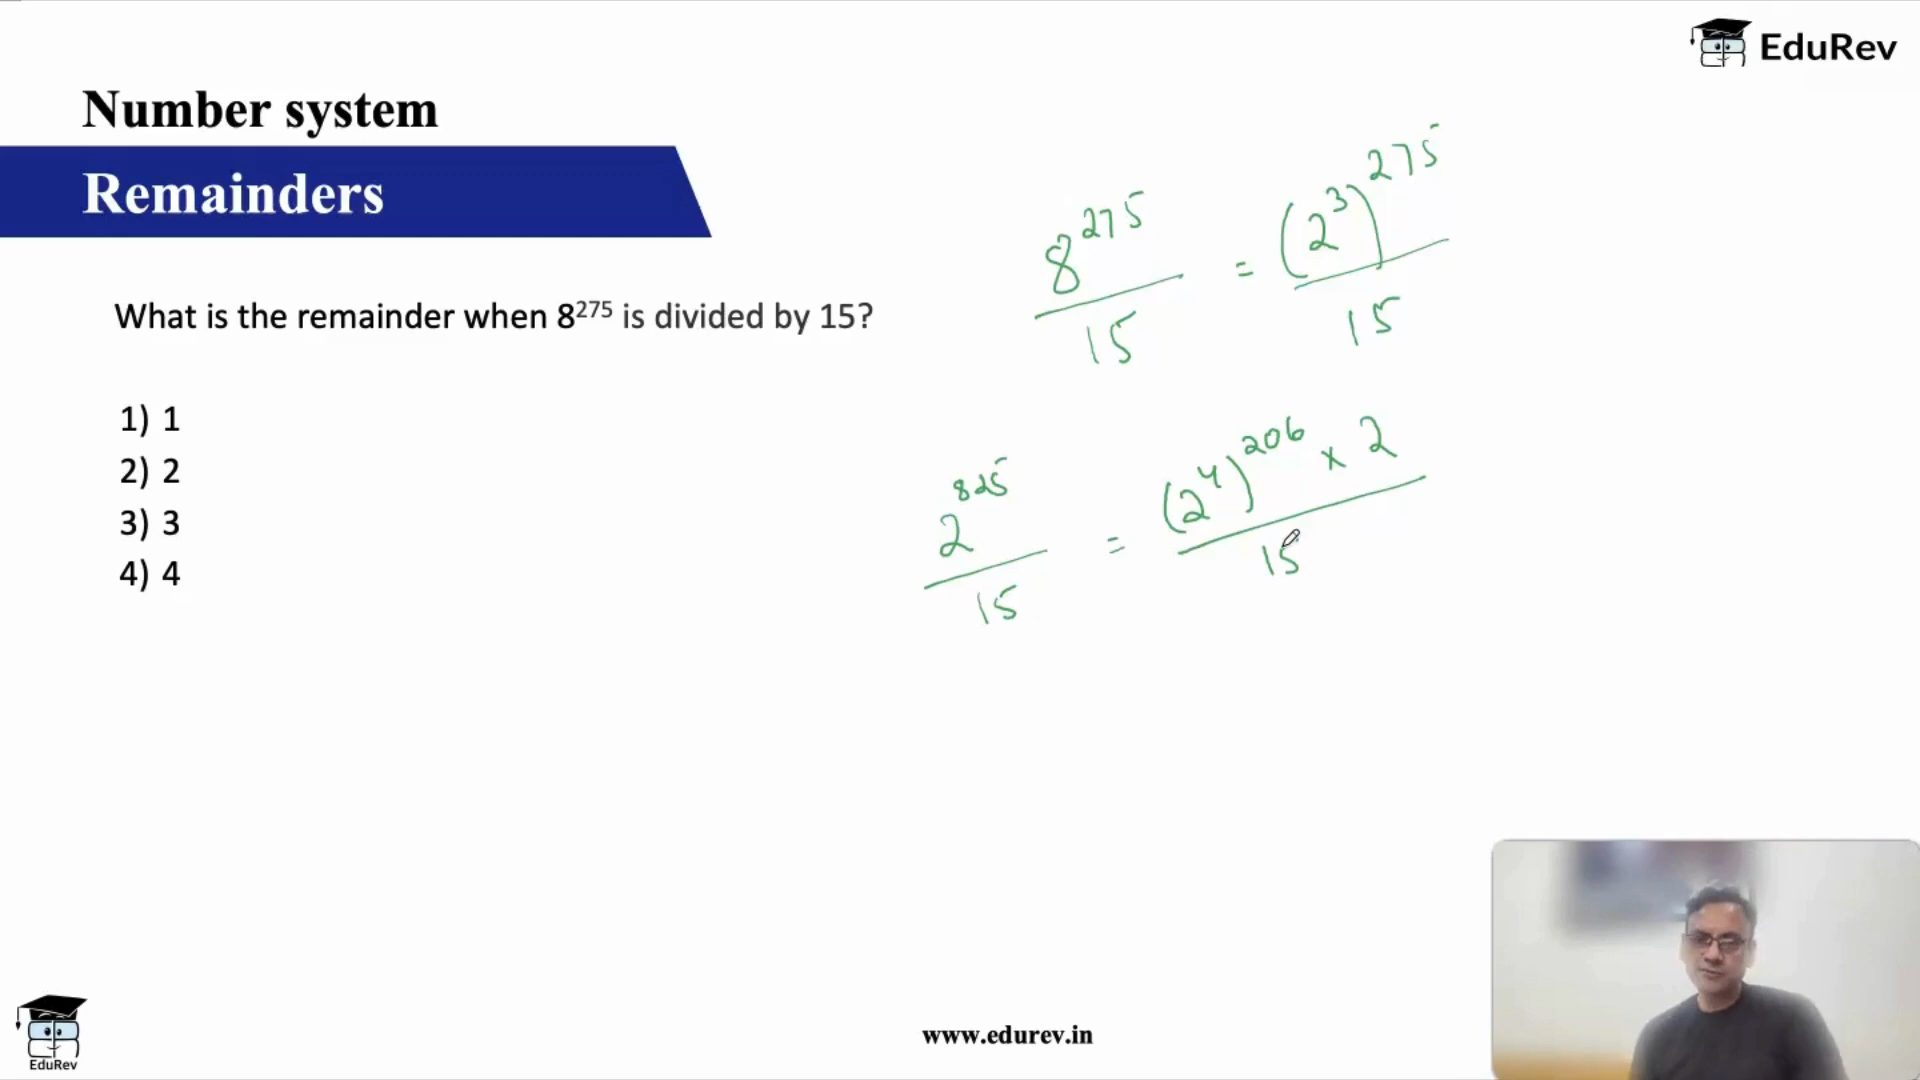 EduRev
Number system
Remainders
What is the remainder when 8²⁷⁵ is divided by 15?
1) 1
2) 2
3) 3
4) 4
8²⁷⁵/15 = (2³)²⁷⁵/15
2⁸²⁵/15 = (2⁴)²⁰⁶ × 2/15
EduRev
www.edurev.in